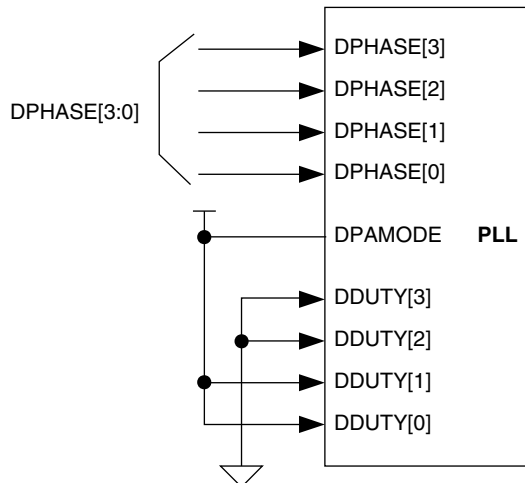 DPHASE[3]
DPHASE[2]
DPHASE[3:0]
DPHASE[1]
DPHASE[0]
DPAMODE PLL
DDUTY[3]
DDUTY[2]
DDUTY[1]
DDUTY[0]